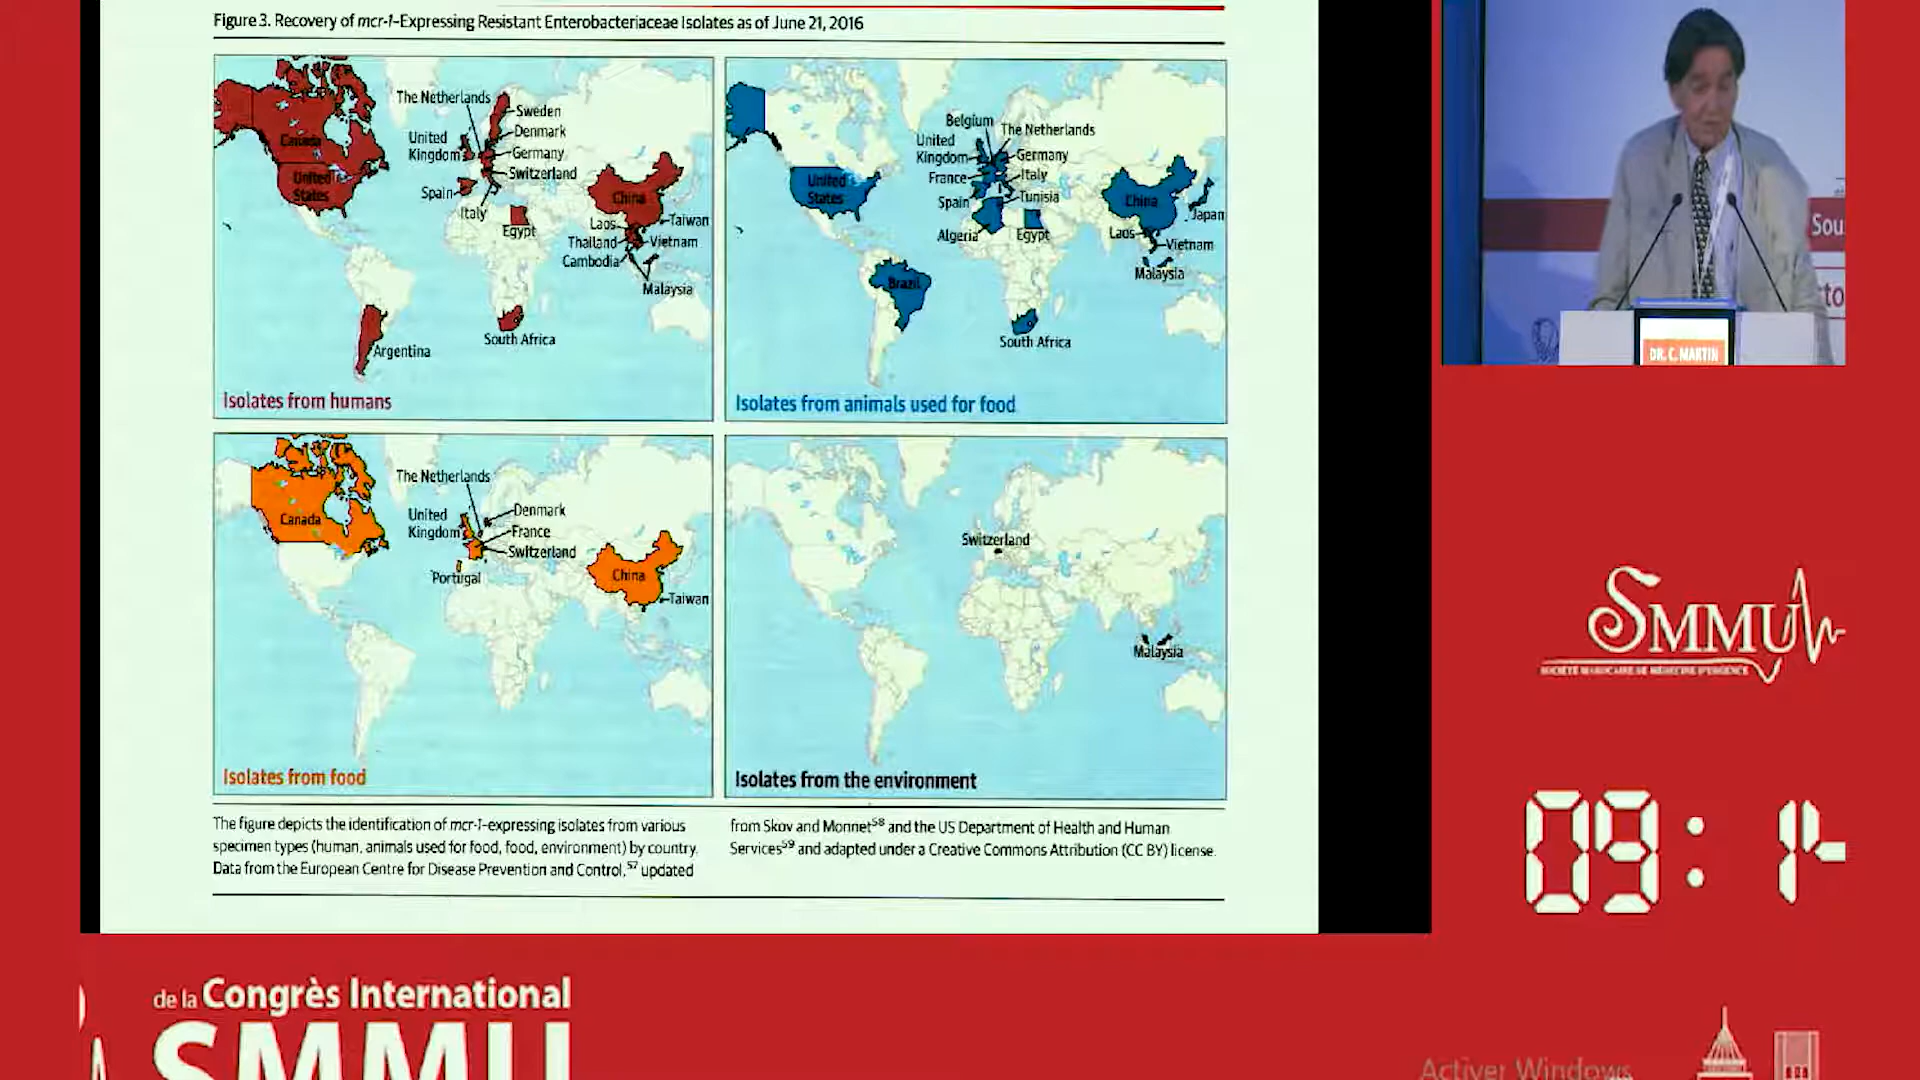 Figure 3. Recovery of mcr-1-Expressing Resistant Enterobacteriaceae Isolates as of June 21, 2016
The Netherlands
Sweden
Denmark
United
Kingdom
Germany
Switzerland
Canada
United
States
Spain
Italy
Egypt
China
Taiwan
Laos
Thailand
Vietnam
Cambodia
Malaysia
South Africa
Argentina
Isolates from humans
Belgium
The Netherlands
United
Kingdom
Germany
France
Italy
Spain
Tunisia
Algeria
Egypt
United
States
China
Japan
Laos
Vietnam
Malaysia
Brazil
South Africa
Isolates from animals used for food
The Netherlands
United
Kingdom
Denmark
France
Switzerland
Portugal
Canada
China
Taiwan
Isolates from food
Switzerland
Malaysia
Isolates from the environment
The figure depicts the identification of mcr-1-expressing isolates from various
specimen types (human, animals used for food, food, environment) by country.
Data from the European Centre for Disease Prevention and Control,57 updated
from Skov and Monnet58 and the US Department of Health and Human
Services59 and adapted under a Creative Commons Attribution (CC BY) license.
Sou
cto
DR. C. MARTIN
SMMU
SOCIÉTÉ MAROCAINE DE MÉDECINE D'URGENCE
09:
de la Congrès International
SMMU
Activer Windows